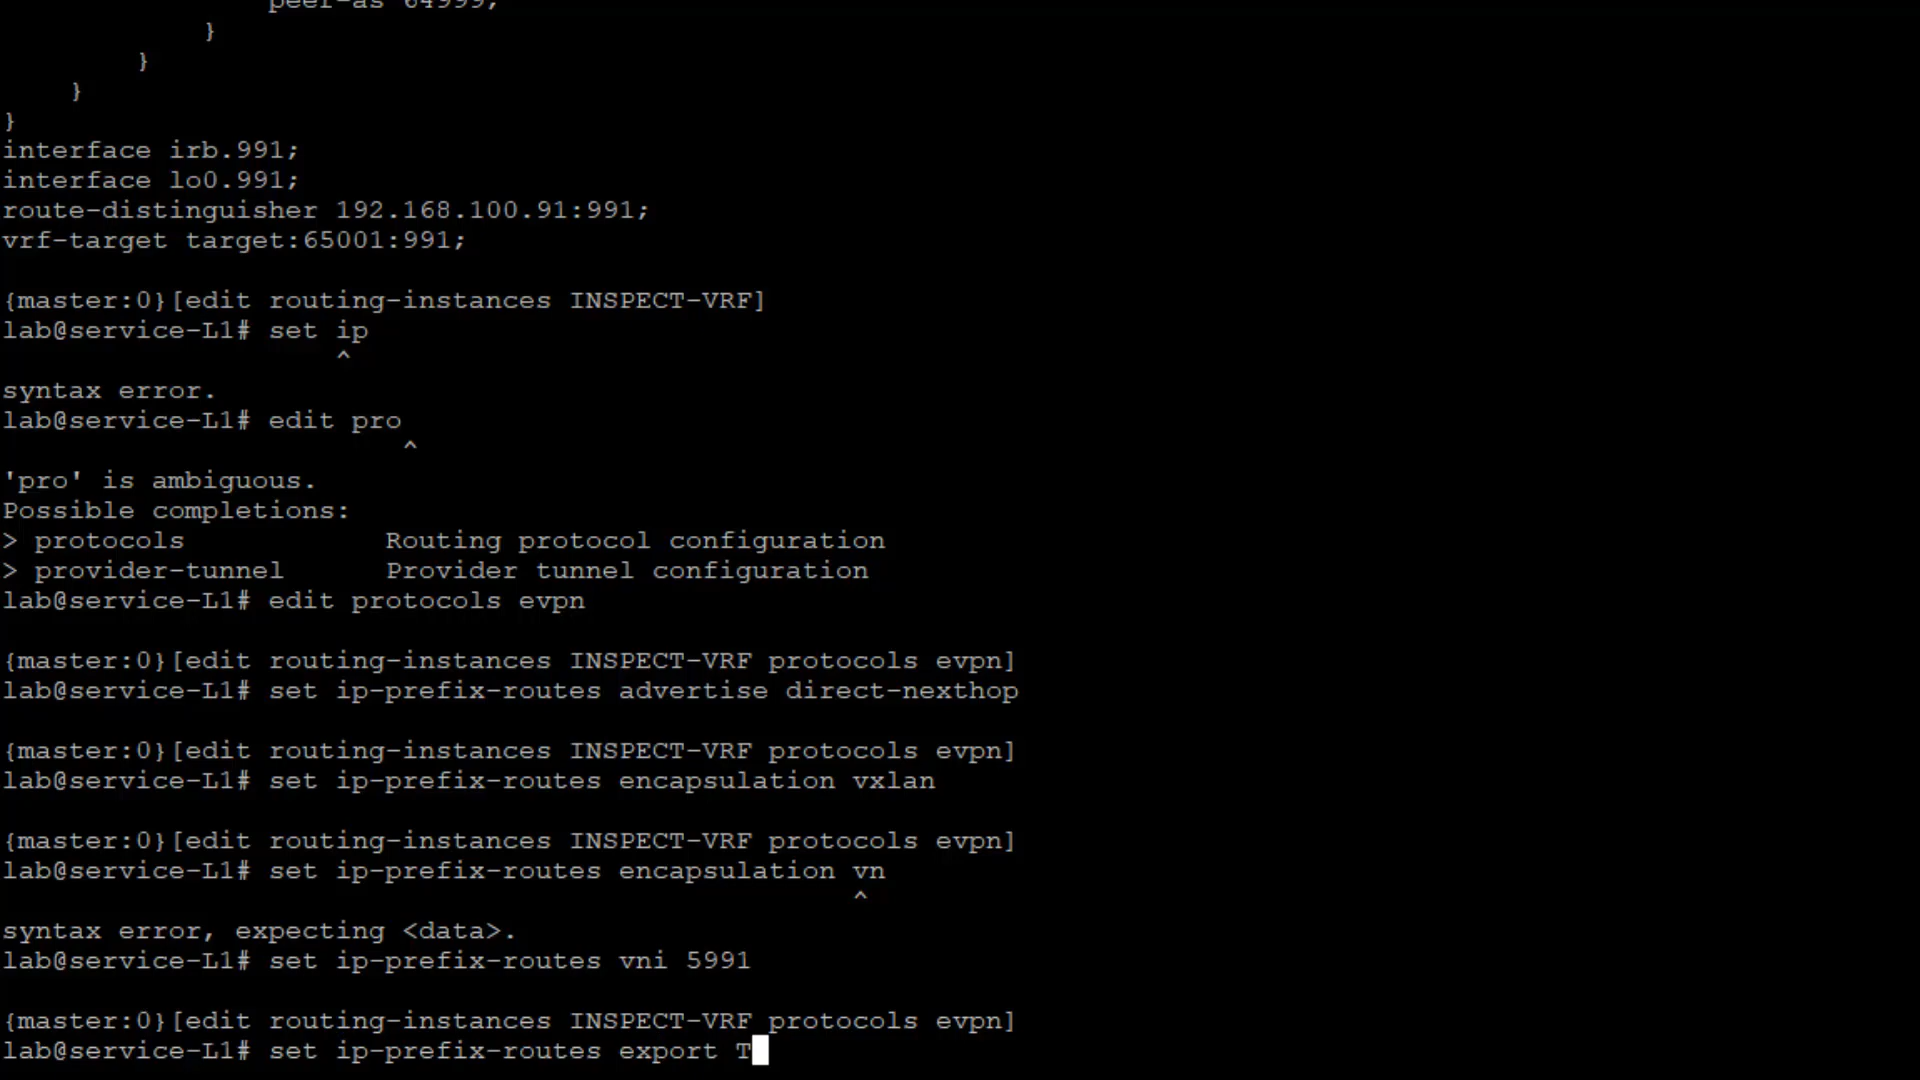 peer-as 64999;
}
}
}
}
interface irb.991;
interface lo0.991;
route-distinguisher 192.168.100.91:991;
vrf-target target:65001:991;
{master:0}[edit routing-instances INSPECT-VRF]
lab@service-L1# set ip
^
syntax error.
lab@service-L1# edit pro
^
'pro' is ambiguous.
Possible completions:
> protocols Routing protocol configuration
> provider-tunnel Provider tunnel configuration
lab@service-L1# edit protocols evpn
{master:0}[edit routing-instances INSPECT-VRF protocols evpn]
lab@service-L1# set ip-prefix-routes advertise direct-nexthop
{master:0}[edit routing-instances INSPECT-VRF protocols evpn]
lab@service-L1# set ip-prefix-routes encapsulation vxlan
{master:0}[edit routing-instances INSPECT-VRF protocols evpn]
lab@service-L1# set ip-prefix-routes encapsulation vn
^
syntax error, expecting <data>.
lab@service-L1# set ip-prefix-routes vni 5991
{master:0}[edit routing-instances INSPECT-VRF protocols evpn]
lab@service-L1# set ip-prefix-routes export T